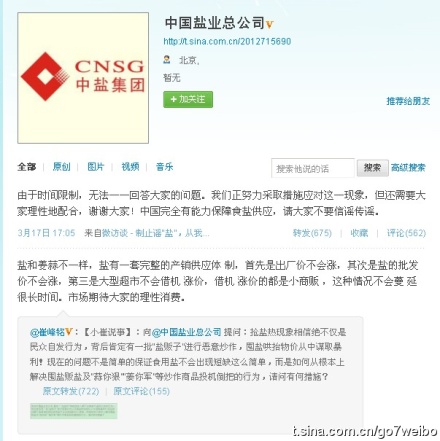 中国盐业总公司
http://t.sina.com.cn/2012715690
CNSG
中盐集团
北京,
暂无
+ 加关注
推荐给朋友
全部 | 原创 | 图片 | 视频 | 音乐
搜索他说的话
搜索
高级搜索
由于时间限制，无法一一回答大家的问题。我们正努力采取措施应对这一现象，但还需要大
家理性地配合，谢谢大家！中国完全有能力保障食盐供应，请大家不要信谣传谣。
3月17日 17:05 来自微访谈 - 制止谣“盐”，从我...
转发(675) | 收藏 | 评论(562)
盐和姜蒜不一样，盐有一套完整的产销供应体 制，首先是出厂价不会涨，其次是盐的批发
价不会涨，第三是大型超市不会借机 涨价，借机 涨价的都是小商贩 ，这种情况不会蔓 延
很长时间。市场期待大家的理性消费。
@崔峰铭：【小崔说事】：向@中国盐业总公司 提问：抢盐热现象相信绝不仅是
民众自发行为，背后肯定有一批“盐贩子”进行恶意炒作，囤盐哄抬物价从中谋取暴
利！现在的问题不是简单的保证食用盐不会出现短缺这么简单，而是如何从根本上
解决囤盐贩盐及“蒜你狠”“姜你军”等炒作商品投机倒把的行为，请问有何措施？
原文转发(722) | 原文评论(155)
t.sina.com.cn/go7weibo